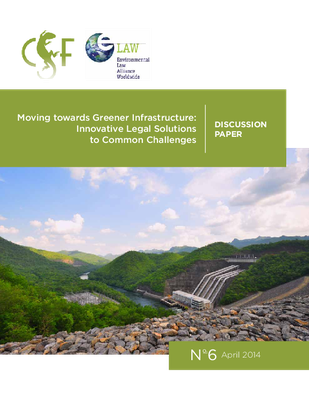 CSF
e LAW
Environmental
Law
Alliance
Worldwide
Moving towards Greener Infrastructure:
Innovative Legal Solutions
to Common Challenges
DISCUSSION
PAPER
N°6 April 2014